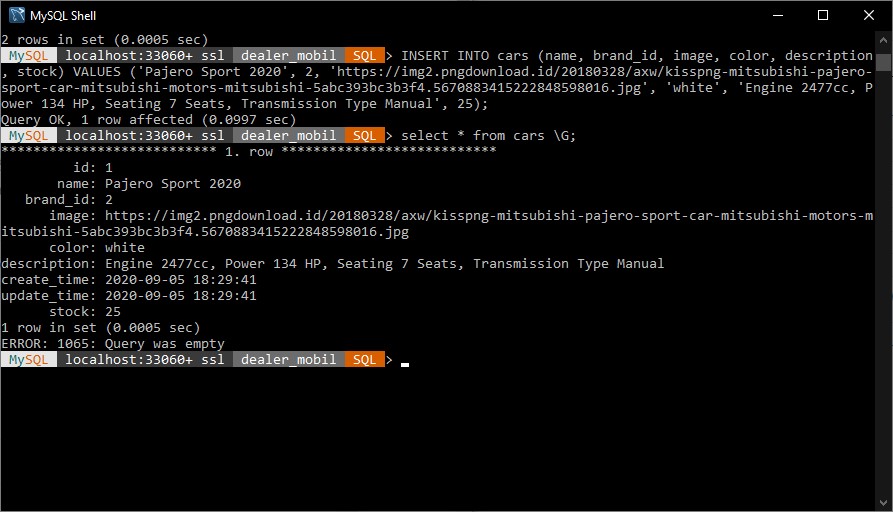 MySQL Shell
2 rows in set (0.0005 sec)
MySQL localhost:33060+ ssl dealer_mobil SQL > INSERT INTO cars (name, brand_id, image, color, description
, stock) VALUES ('Pajero Sport 2020', 2, 'https://img2.pngdownload.id/20180328/axw/kisspng-mitsubishi-pajero-
sport-car-mitsubishi-motors-mitsubishi-5abc393bc3b3f4.5670883415222848598016.jpg', 'white', 'Engine 2477cc, P
ower 134 HP, Seating 7 Seats, Transmission Type Manual', 25);
Query OK, 1 row affected (0.0997 sec)
MySQL localhost:33060+ ssl dealer_mobil SQL > select * from cars \G;
*************************** 1. row ***************************
id: 1
name: Pajero Sport 2020
brand_id: 2
image: https://img2.pngdownload.id/20180328/axw/kisspng-mitsubishi-pajero-sport-car-mitsubishi-motors-m
itsubishi-5abc393bc3b3f4.5670883415222848598016.jpg
color: white
description: Engine 2477cc, Power 134 HP, Seating 7 Seats, Transmission Type Manual
create_time: 2020-09-05 18:29:41
update_time: 2020-09-05 18:29:41
stock: 25
1 row in set (0.0005 sec)
ERROR: 1065: Query was empty
MySQL localhost:33060+ ssl dealer_mobil SQL >